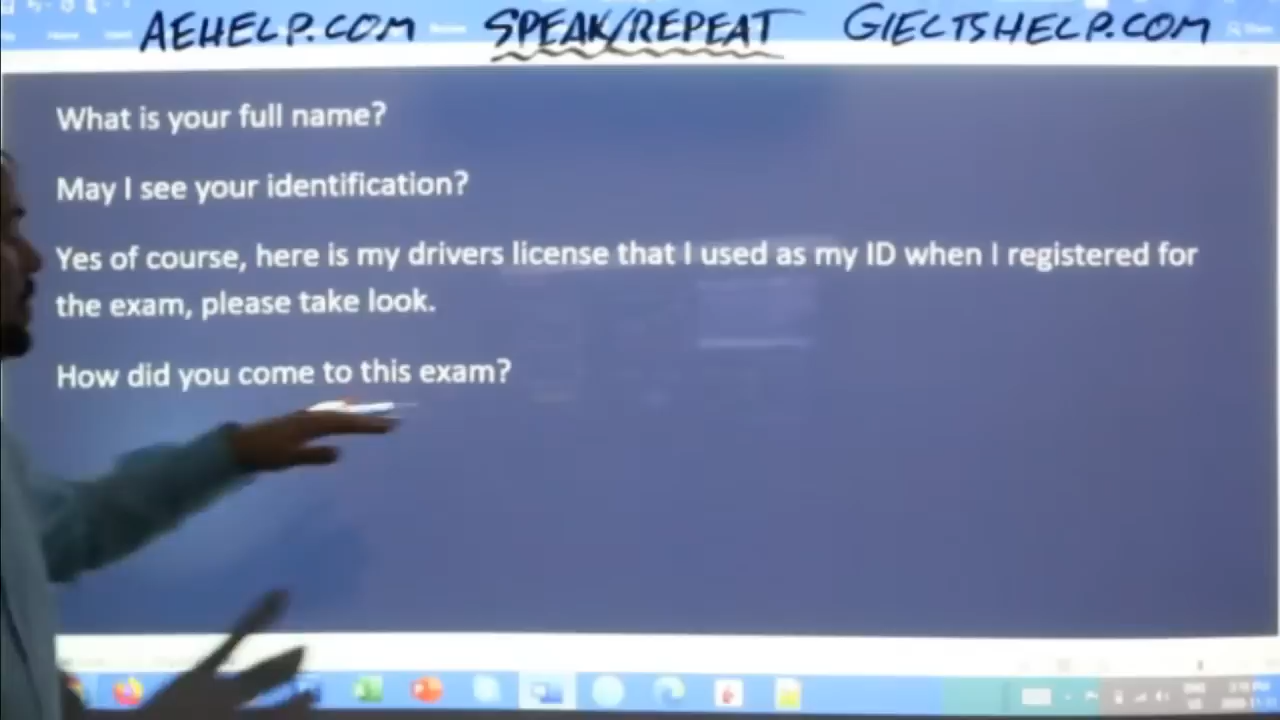 AEHELP.COM SPEAK/REPEAT GIELTSHELP.COM
What is your full name?
May I see your identification?
Yes of course, here is my drivers license that I used as my ID when I registered for
the exam, please take look.
How did you come to this exam?